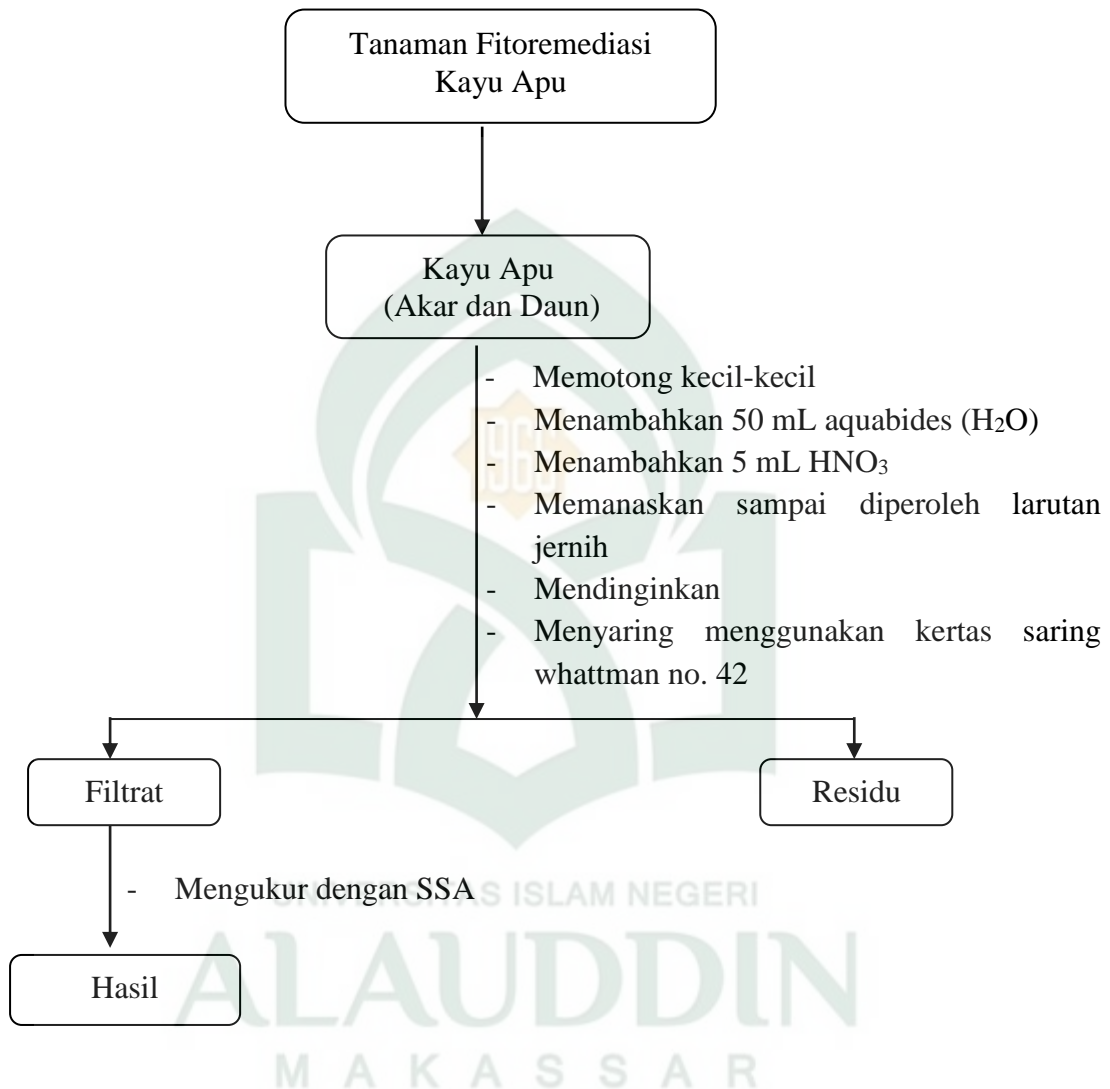 Tanaman Fitoremediasi
Kayu Apu
Kayu Apu
(Akar dan Daun)
- Memotong kecil-kecil
- Menambahkan 50 mL aquabides (H₂O)
- Menambahkan 5 mL HNO₃
- Memanaskan sampai diperoleh larutan
jernih
- Mendinginkan
- Menyaring menggunakan kertas saring
whattman no. 42
1965
Filtrat
Residu
- Mengukur dengan SSA
UNIVERSITAS ISLAM NEGERI
Hasil
ALAUDDIN
MAKASSAR